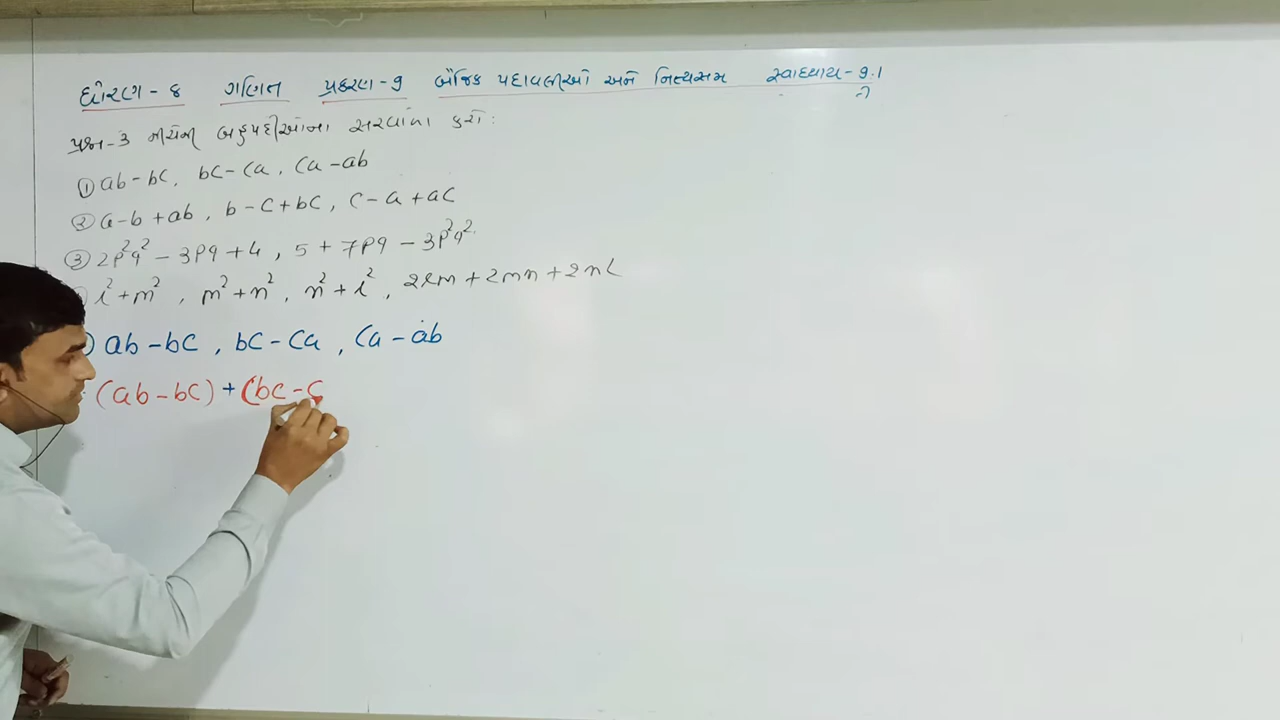 ધોરણ - ૮ ગણિત પ્રકરણ - 9 બૈજિક પદાવલીઓ અને નિત્યસમ સ્વાધ્યાય - 9.1
નો
પ્રશ્ન-3 નીચેની બહુપદીઓના સરવાળા કરો:
① ab - bc, bc - ca, ca - ab
② a - b + ab, b - c + bc, c - a + ac
③ 2p²q² - 3pq + 4, 5 + 7pq - 3p²q²
l² + m², m² + n², n² + l², 2lm + 2mn + 2nl
) ab - bc, bc - ca, ca - ab
(ab - bc) + (bc - c